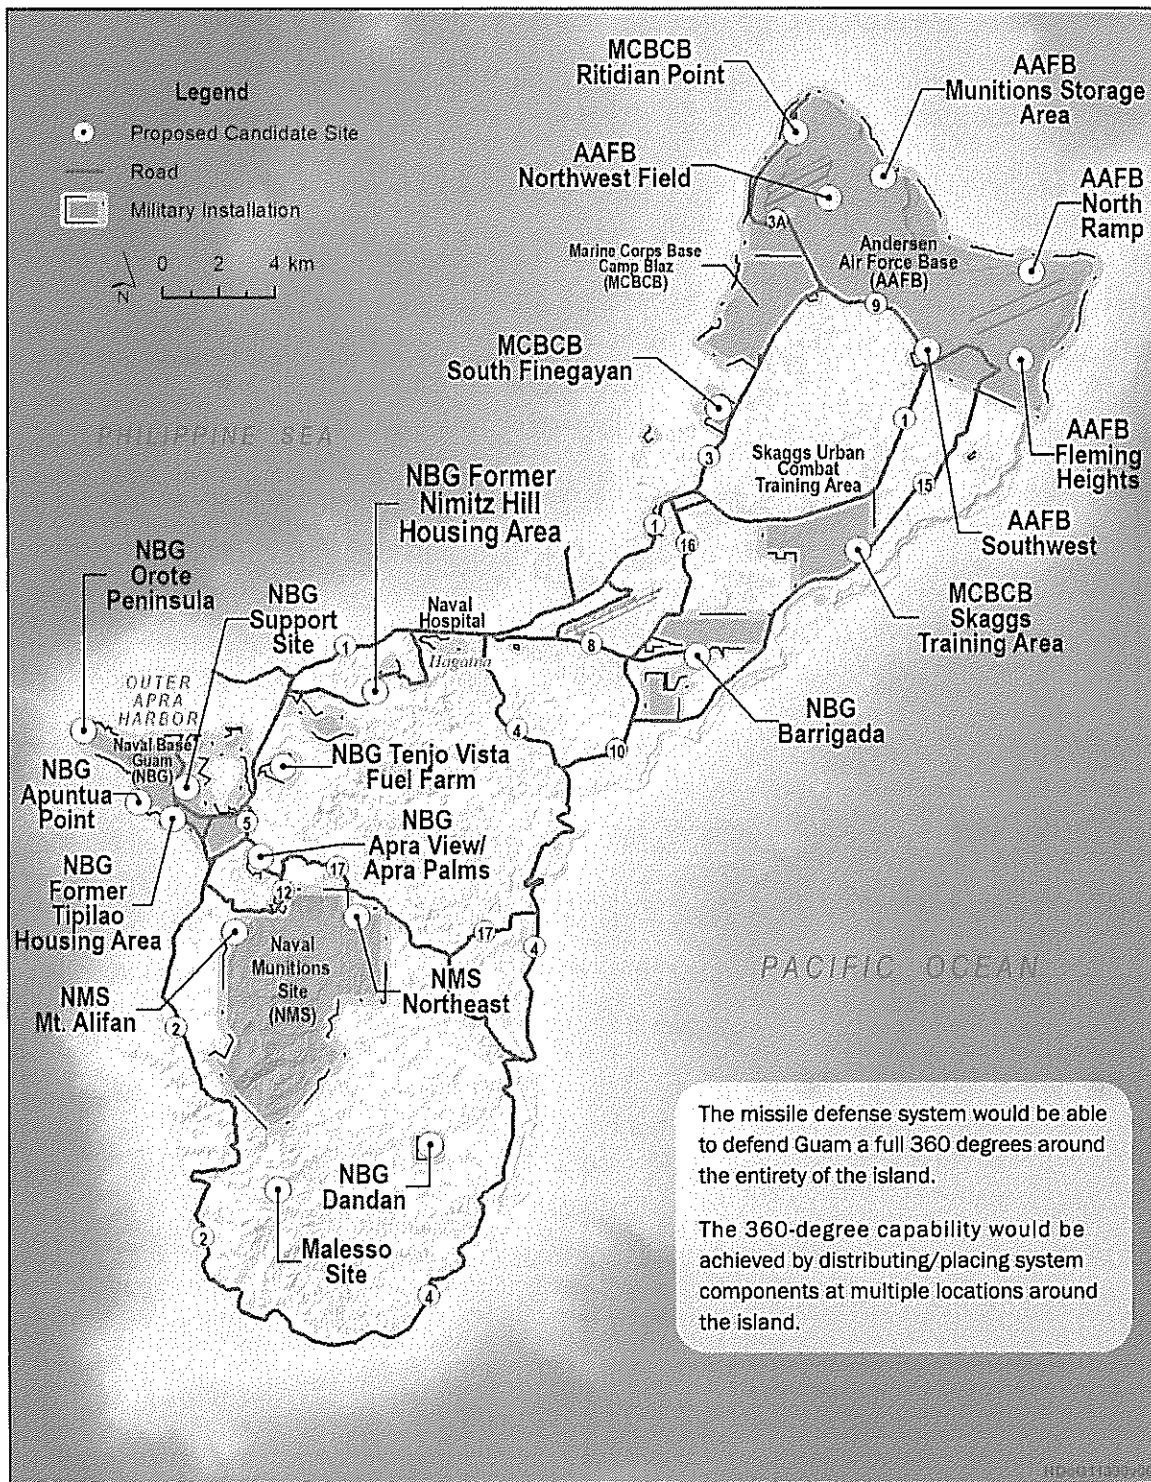 MCBCB
Ritidian Point
AAFB
Munitions Storage
Area
Legend
Proposed Candidate Site
Road
Military Installation
AAFB
Northwest Field
AAFB
North
Ramp
3A
Andersen
Air Force Base
(AAFB)
Marine Corps Base
Camp Blaz
(MCBCB)
0 2 4 km
N
9
MCBCB
South Finegayan
1
PHILIPPINE SEA
AAFB
Fleming
Heights
3
Skaggs Urban
Combat
Training Area
15
NBG Former
Nimitz Hill
Housing Area
AAFB
Southwest
1
16
NBG
Orote
Peninsula
NBG
Support
Site
MCBCB
Skaggs
Training Area
Naval
Hospital
1
8
Hagatna
OUTER
APRA
HARBOR
NBG
Barrigada
4
10
Naval Base
Guam
(NBG)
NBG Tenjo Vista
Fuel Farm
NBG
Apuntua
Point
5
NBG
Apra View/
Apra Palms
NBG
Former
Tipilao
Housing Area
17
12
17
4
Naval
Munitions
Site
(NMS)
NMS
Northeast
PACIFIC OCEAN
NMS
Mt. Alifan
2
NBG
Dandan
2
Malesso
Site
4
The missile defense system would be able
to defend Guam a full 360 degrees around
the entirety of the island.
The 360-degree capability would be
achieved by distributing/placing system
components at multiple locations around
the island.